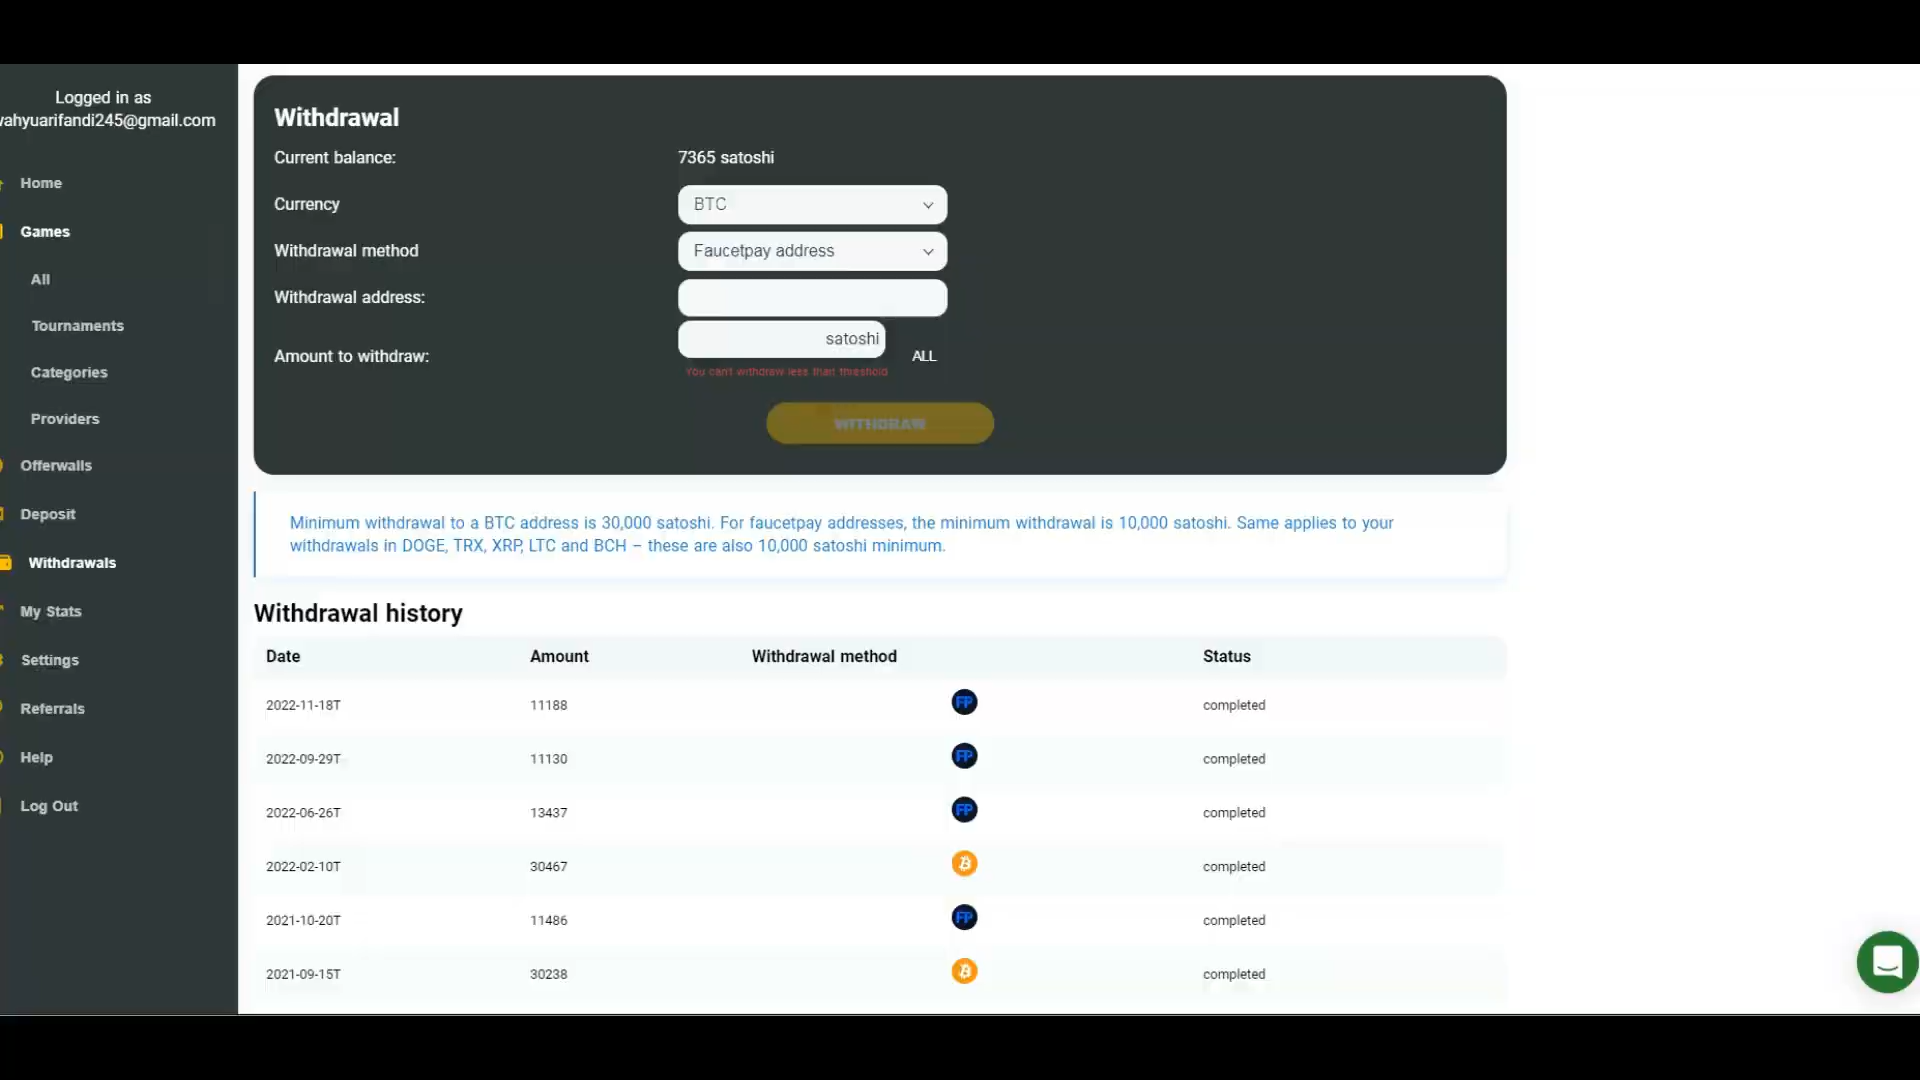 Logged in as
vahyuarifandi245@gmail.com
Home
Games
All
Tournaments
Categories
Providers
Offerwalls
Deposit
Withdrawals
My Stats
Settings
Referrals
Help
Log Out
Withdrawal
Current balance: 7365 satoshi
Currency BTC
Withdrawal method Faucetpay address
Withdrawal address:
Amount to withdraw: satoshi ALL
You can't withdraw less than threshold
WITHDRAW
Minimum withdrawal to a BTC address is 30,000 satoshi. For faucetpay addresses, the minimum withdrawal is 10,000 satoshi. Same applies to your
withdrawals in DOGE, TRX, XRP, LTC and BCH – these are also 10,000 satoshi minimum.
Withdrawal history
Date Amount Withdrawal method Status
2022-11-18T 11188 FP completed
2022-09-29T 11130 FP completed
2022-06-26T 13437 FP completed
2022-02-10T 30467 completed
2021-10-20T 11486 FP completed
2021-09-15T 30238 completed